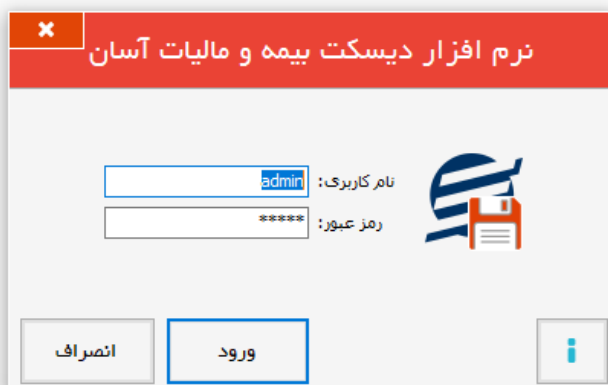 نرم افزار دیسکت بیمه و مالیات آسان
نام کاربری: admin
رمز عبور: *****
ورود
انصراف